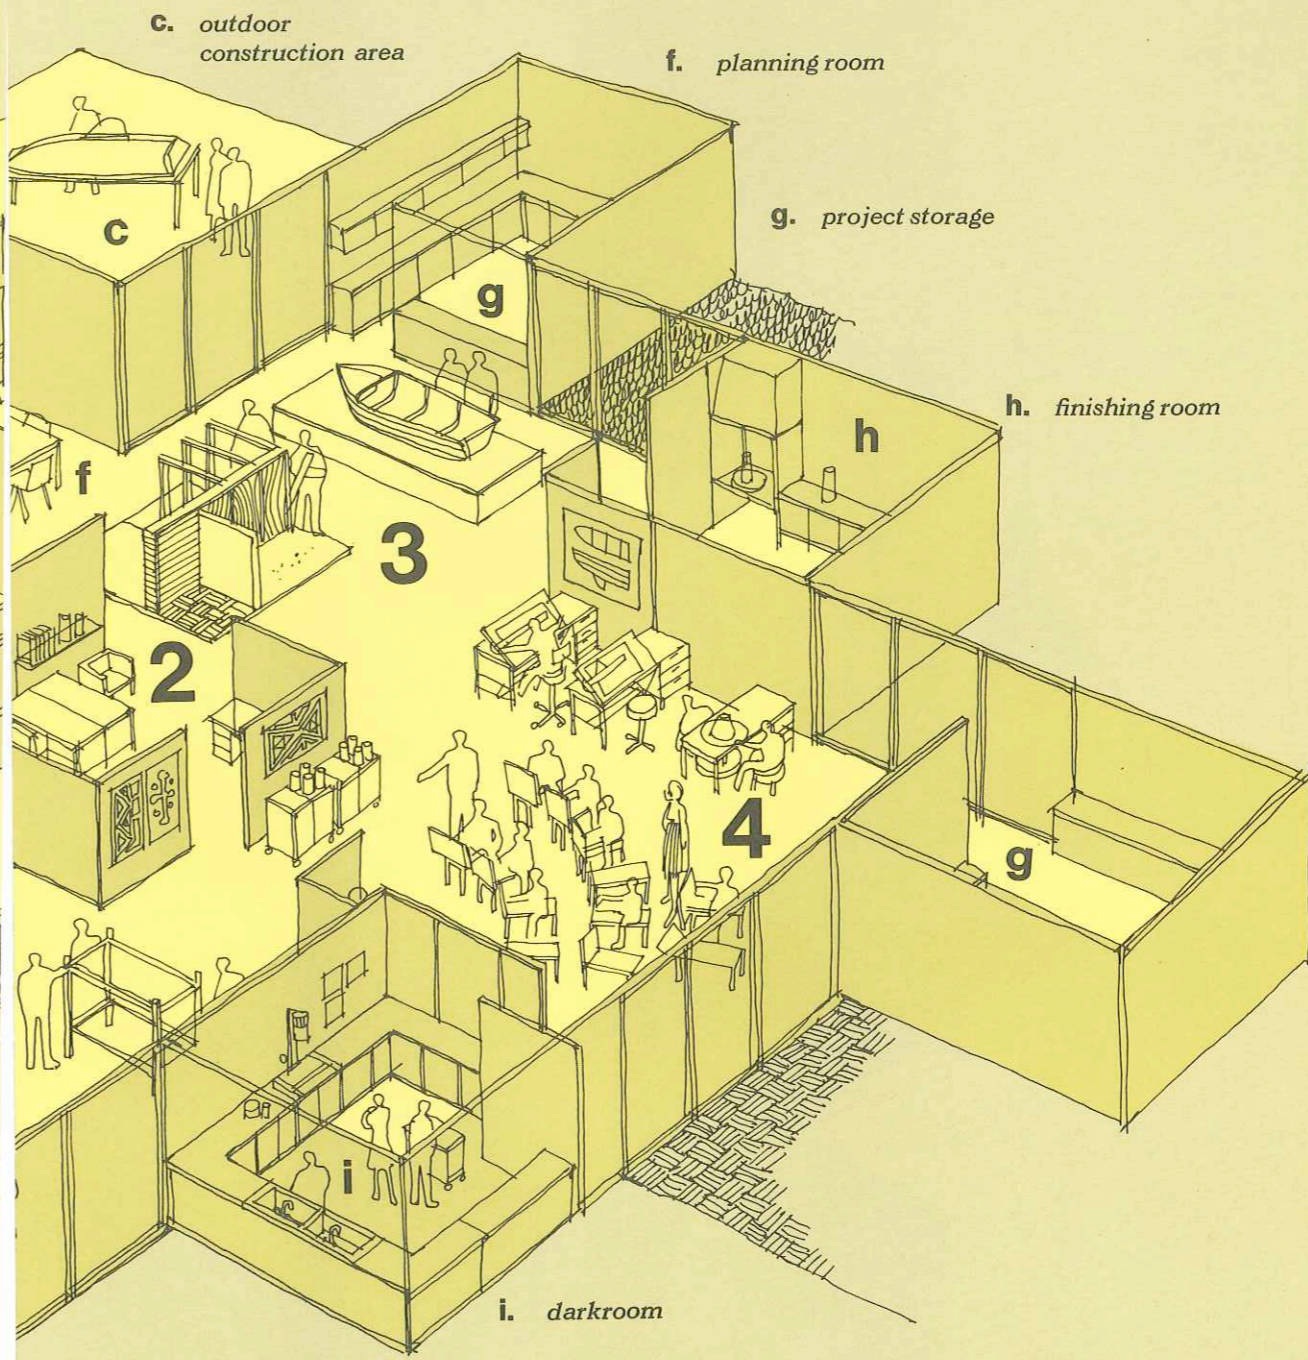 c. outdoor
construction area
f. planning room
g. project storage
h. finishing room
c
g
h
f
3
2
4
g
i
i. darkroom